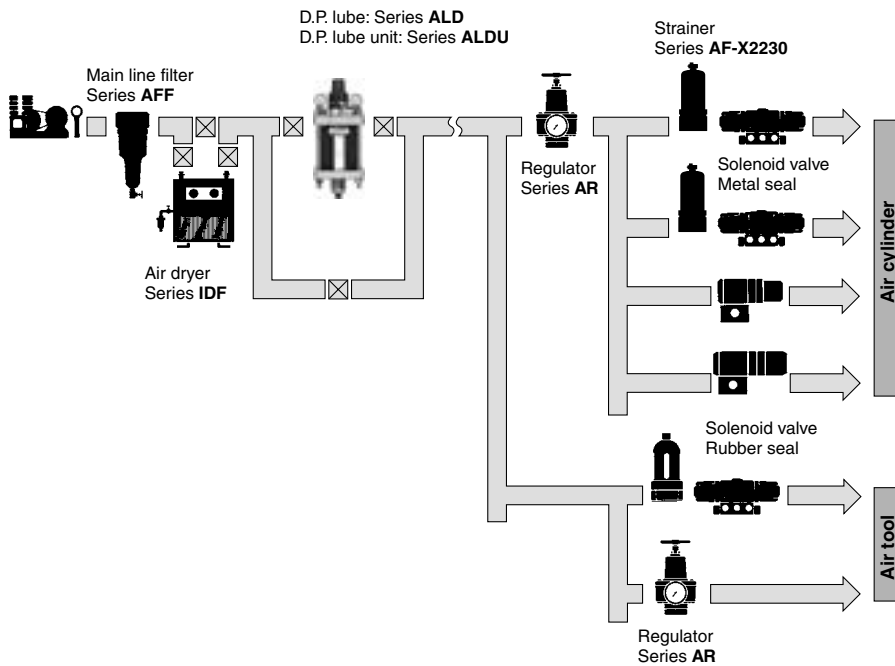 D.P. lube: Series ALD
D.P. lube unit: Series ALDU
Strainer
Series AF-X2230
Main line filter
Series AFF
Regulator
Series AR
Solenoid valve
Metal seal
Air dryer
Series IDF
Air cylinder
Solenoid valve
Rubber seal
Air tool
Regulator
Series AR